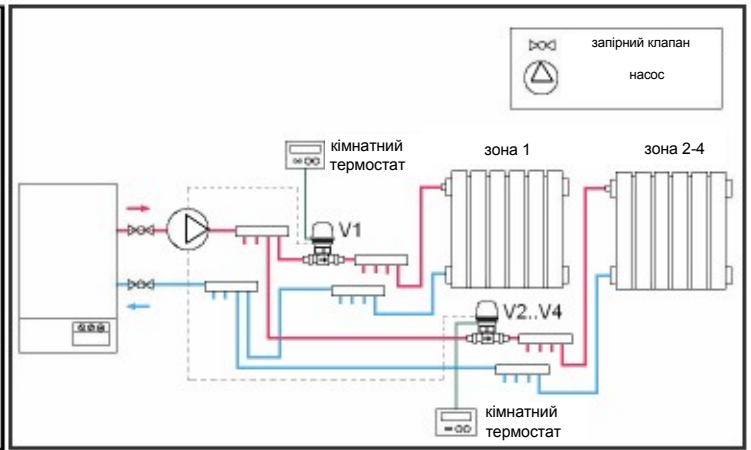 запірний клапан
насос
кімнатний
термостат
зона 1
зона 2-4
V1
V2..V4
кімнатний
термостат